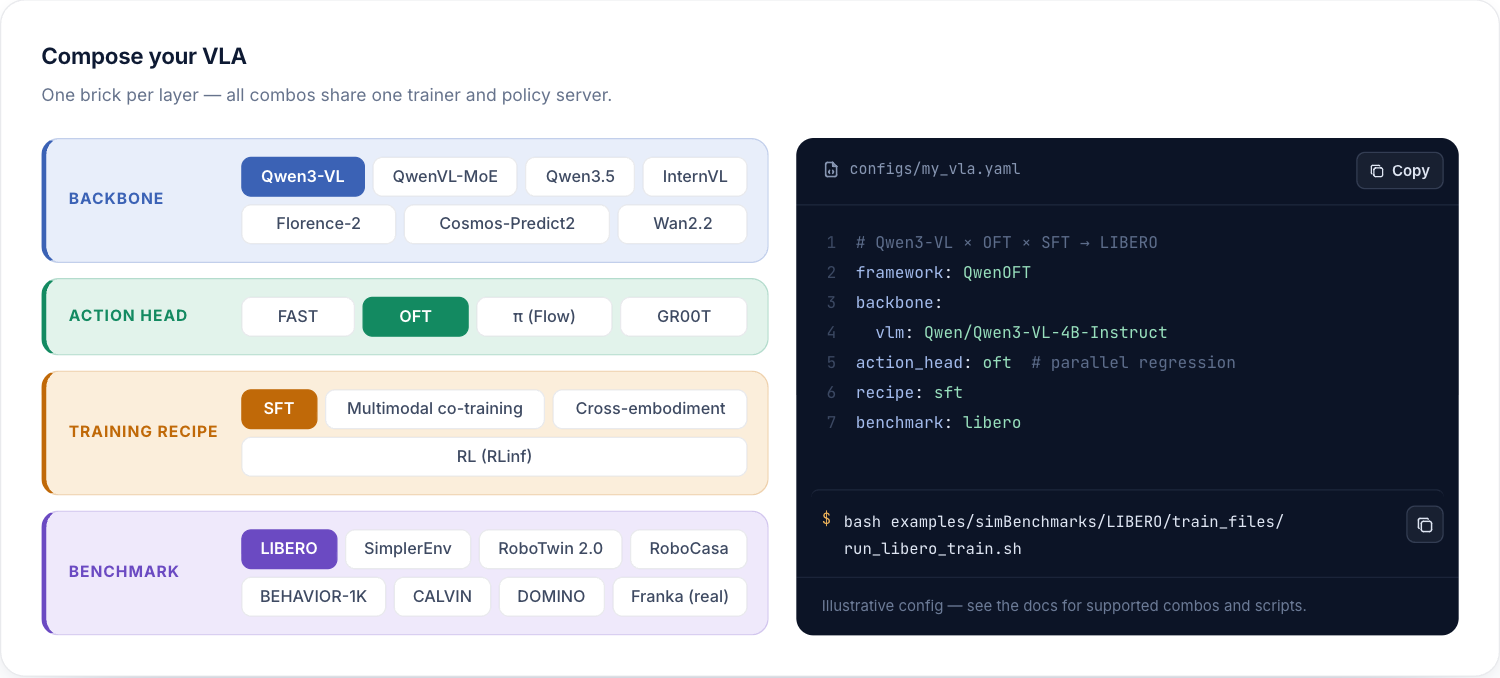 Compose your VLA
One brick per layer — all combos share one trainer and policy server.
BACKBONE
Qwen3-VL
QwenVL-MoE
Qwen3.5
InternVL
Florence-2
Cosmos-Predict2
Wan2.2
ACTION HEAD
FAST
OFT
π (Flow)
GR00T
TRAINING RECIPE
SFT
Multimodal co-training
Cross-embodiment
RL (RLinf)
BENCHMARK
LIBERO
SimplerEnv
RoboTwin 2.0
RoboCasa
BEHAVIOR-1K
CALVIN
DOMINO
Franka (real)
configs/my_vla.yaml
Copy
1 # Qwen3-VL × OFT × SFT → LIBERO
2 framework: QwenOFT
3 backbone:
4   vlm: Qwen/Qwen3-VL-4B-Instruct
5 action_head: oft  # parallel regression
6 recipe: sft
7 benchmark: libero
$ bash examples/simBenchmarks/LIBERO/train_files/
run_libero_train.sh
Illustrative config — see the docs for supported combos and scripts.